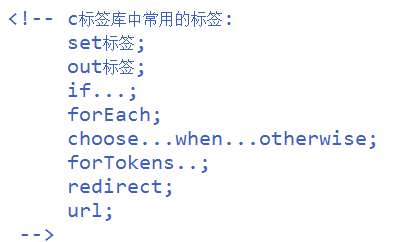 <!-- c标签库中常用的标签:
set标签;
out标签;
if...;
forEach;
choose...when...otherwise;
forTokens..;
redirect;
url;
-->